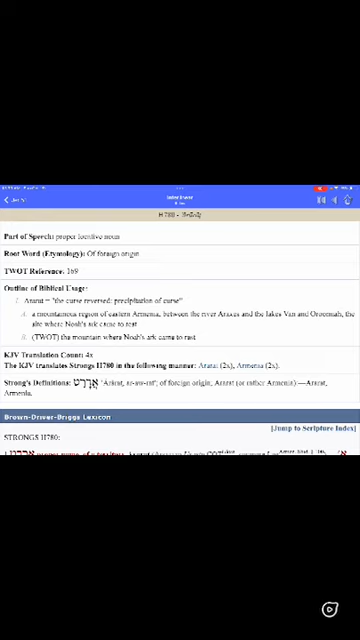 Interlinear
H780 -
Part of Speech: proper locative noun
Root Word (Etymology): Of foreign origin
TWOT Reference: 169
Outline of Biblical Usage:
I. Ararat = "the curse reversed: precipitation of curse"
A. a mountainous region of eastern Armenia, between the river Araxes and the lakes Van and Oroomiah, the
site where Noah's ark came to rest
B. (TWOT) the mountain where Noah's ark came to rest
KJV Translation Count: 4x
The KJV translates Strongs H780 in the following manner: Ararat (2x), Armenia (2x).
Strong's Definitions: אֲרָרַט 'Ărârat, ar-aw-rat'; of foreign origin; Ararat (or rather Armenia):—Ararat,
Armenia.
Brown-Driver-Briggs Lexicon
[Jump to Scripture Index]
STRONGS H780: